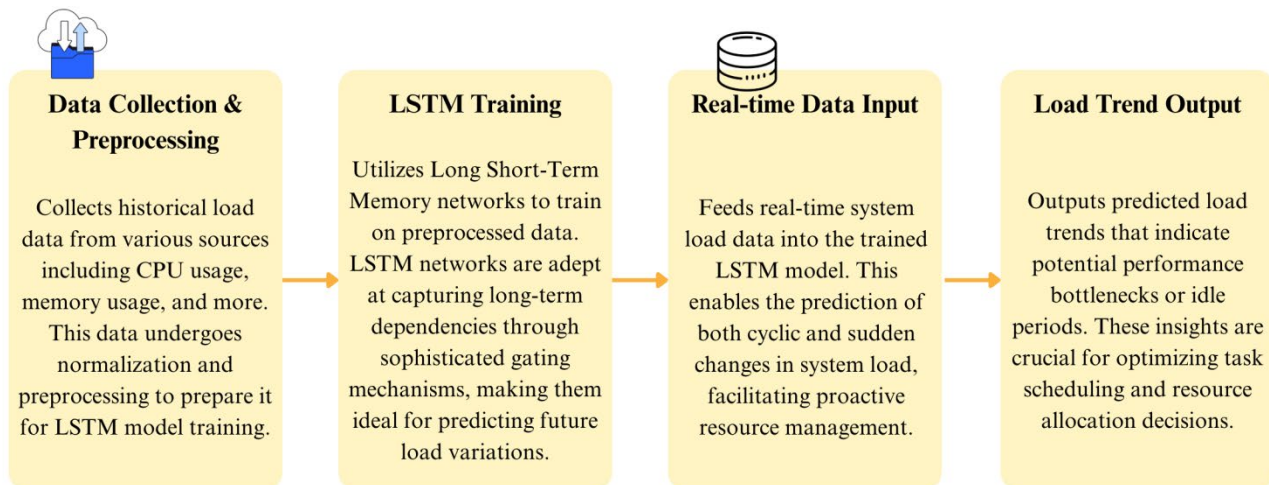 Data Collection &
Preprocessing
Collects historical load
data from various sources
including CPU usage,
memory usage, and more.
This data undergoes
normalization and
preprocessing to prepare it
for LSTM model training.
LSTM Training
Utilizes Long Short-Term
Memory networks to train
on preprocessed data.
LSTM networks are adept
at capturing long-term
dependencies through
sophisticated gating
mechanisms, making them
ideal for predicting future
load variations.
Real-time Data Input
Feeds real-time system
load data into the trained
LSTM model. This
enables the prediction of
both cyclic and sudden
changes in system load,
facilitating proactive
resource management.
Load Trend Output
Outputs predicted load
trends that indicate
potential performance
bottlenecks or idle
periods. These insights are
crucial for optimizing task
scheduling and resource
allocation decisions.